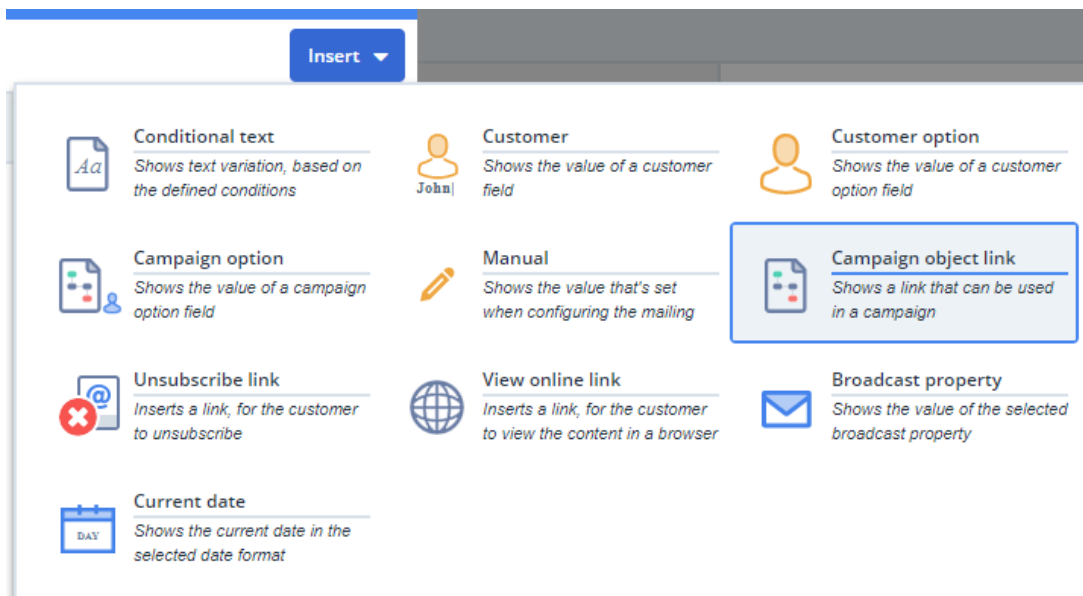 Insert
Conditional text
Shows text variation, based on
the defined conditions
Aa
Customer
Shows the value of a customer
field
John|
Customer option
Shows the value of a customer
option field
Campaign option
Shows the value of a campaign
option field
Manual
Shows the value that's set
when configuring the mailing
Campaign object link
Shows a link that can be used
in a campaign
Unsubscribe link
Inserts a link, for the customer
to unsubscribe
@
View online link
Inserts a link, for the customer
to view the content in a browser
Broadcast property
Shows the value of the selected
broadcast property
Current date
Shows the current date in the
selected date format
DAY